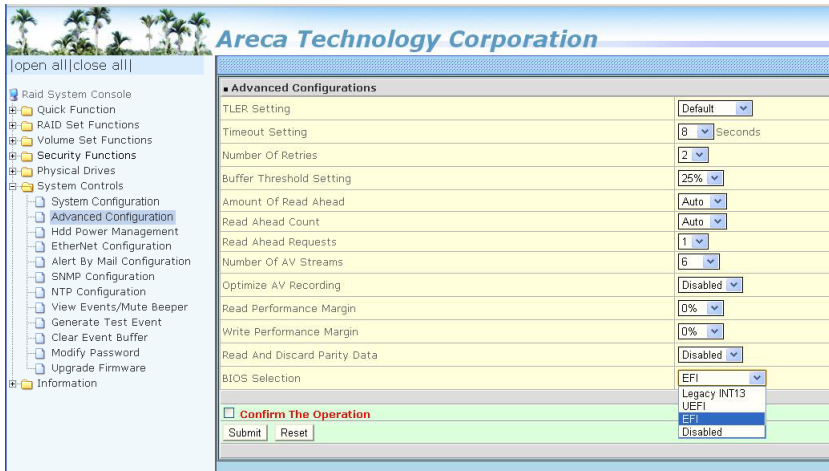 Areca Technology Corporation
|open all|close all|
Raid System Console
Quick Function
RAID Set Functions
Volume Set Functions
Security Functions
Physical Drives
System Controls
System Configuration
Advanced Configuration
Hdd Power Management
EtherNet Configuration
Alert By Mail Configuration
SNMP Configuration
NTP Configuration
View Events/Mute Beeper
Generate Test Event
Clear Event Buffer
Modify Password
Upgrade Firmware
Information
Advanced Configurations
TLER Setting Default
Timeout Setting 8 Seconds
Number Of Retries 2
Buffer Threshold Setting 25%
Amount Of Read Ahead Auto
Read Ahead Count Auto
Read Ahead Requests 1
Number Of AV Streams 6
Optimize AV Recording Disabled
Read Performance Margin 0%
Write Performance Margin 0%
Read And Discard Parity Data Disabled
BIOS Selection EFI
Legacy INT13
UEFI
EFI
Disabled
Confirm The Operation
Submit Reset